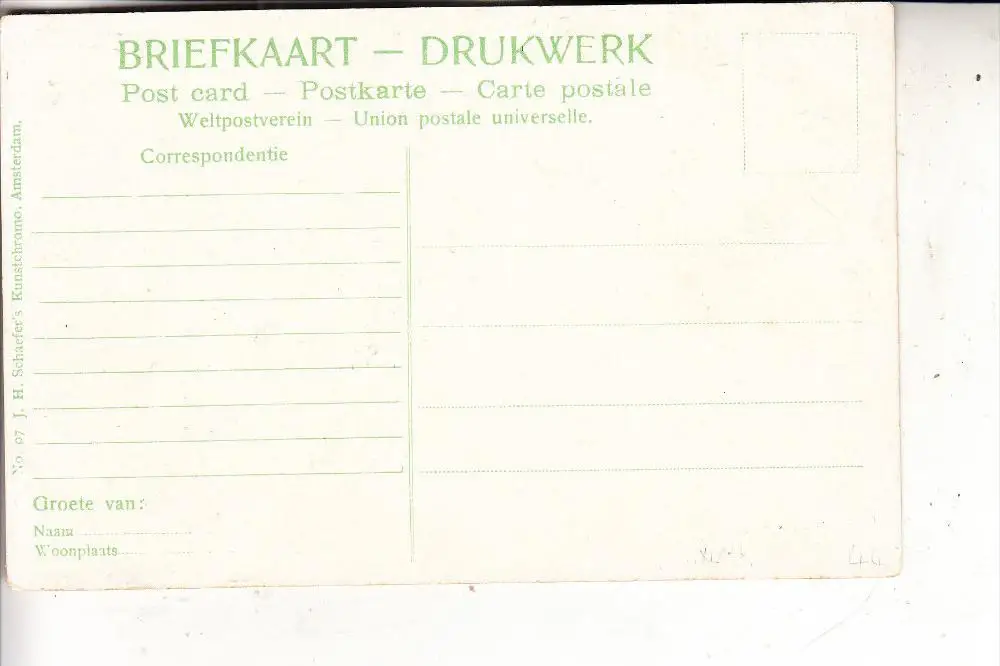 BRIEFKAART — DRUKWERK
Post card — Postkarte — Carte postale
Weltpostverein — Union postale universelle.
Correspondentie
Groete van:
Naam
Woonplaats
No. 97 J. H. Schaefer's Kunstchromo. Amsterdam.